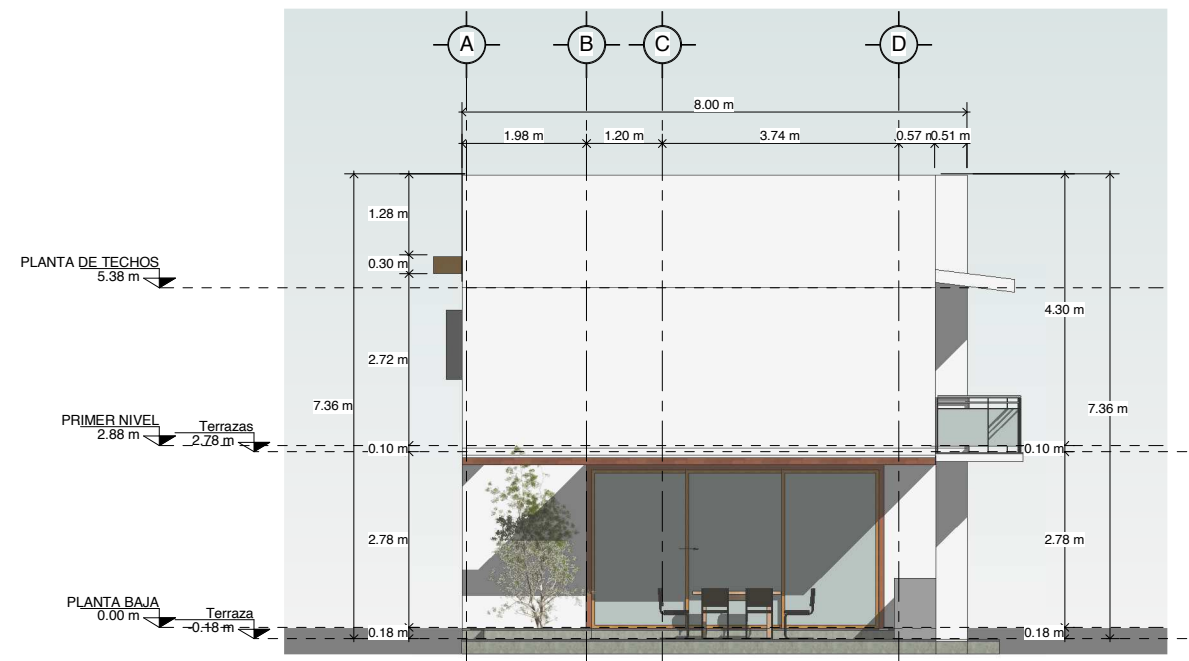 A B C D
8.00 m
1.98 m 1.20 m 3.74 m 0.57 m 0.51 m
1.28 m
PLANTA DE TECHOS
5.38 m
0.30 m
4.30 m
2.72 m
7.36 m
7.36 m
PRIMER NIVEL
2.88 m
Terrazas
2.78 m
0.10 m
0.10 m
2.78 m
2.78 m
PLANTA BAJA
0.00 m
Terraza
-0.18 m
0.18 m
0.18 m